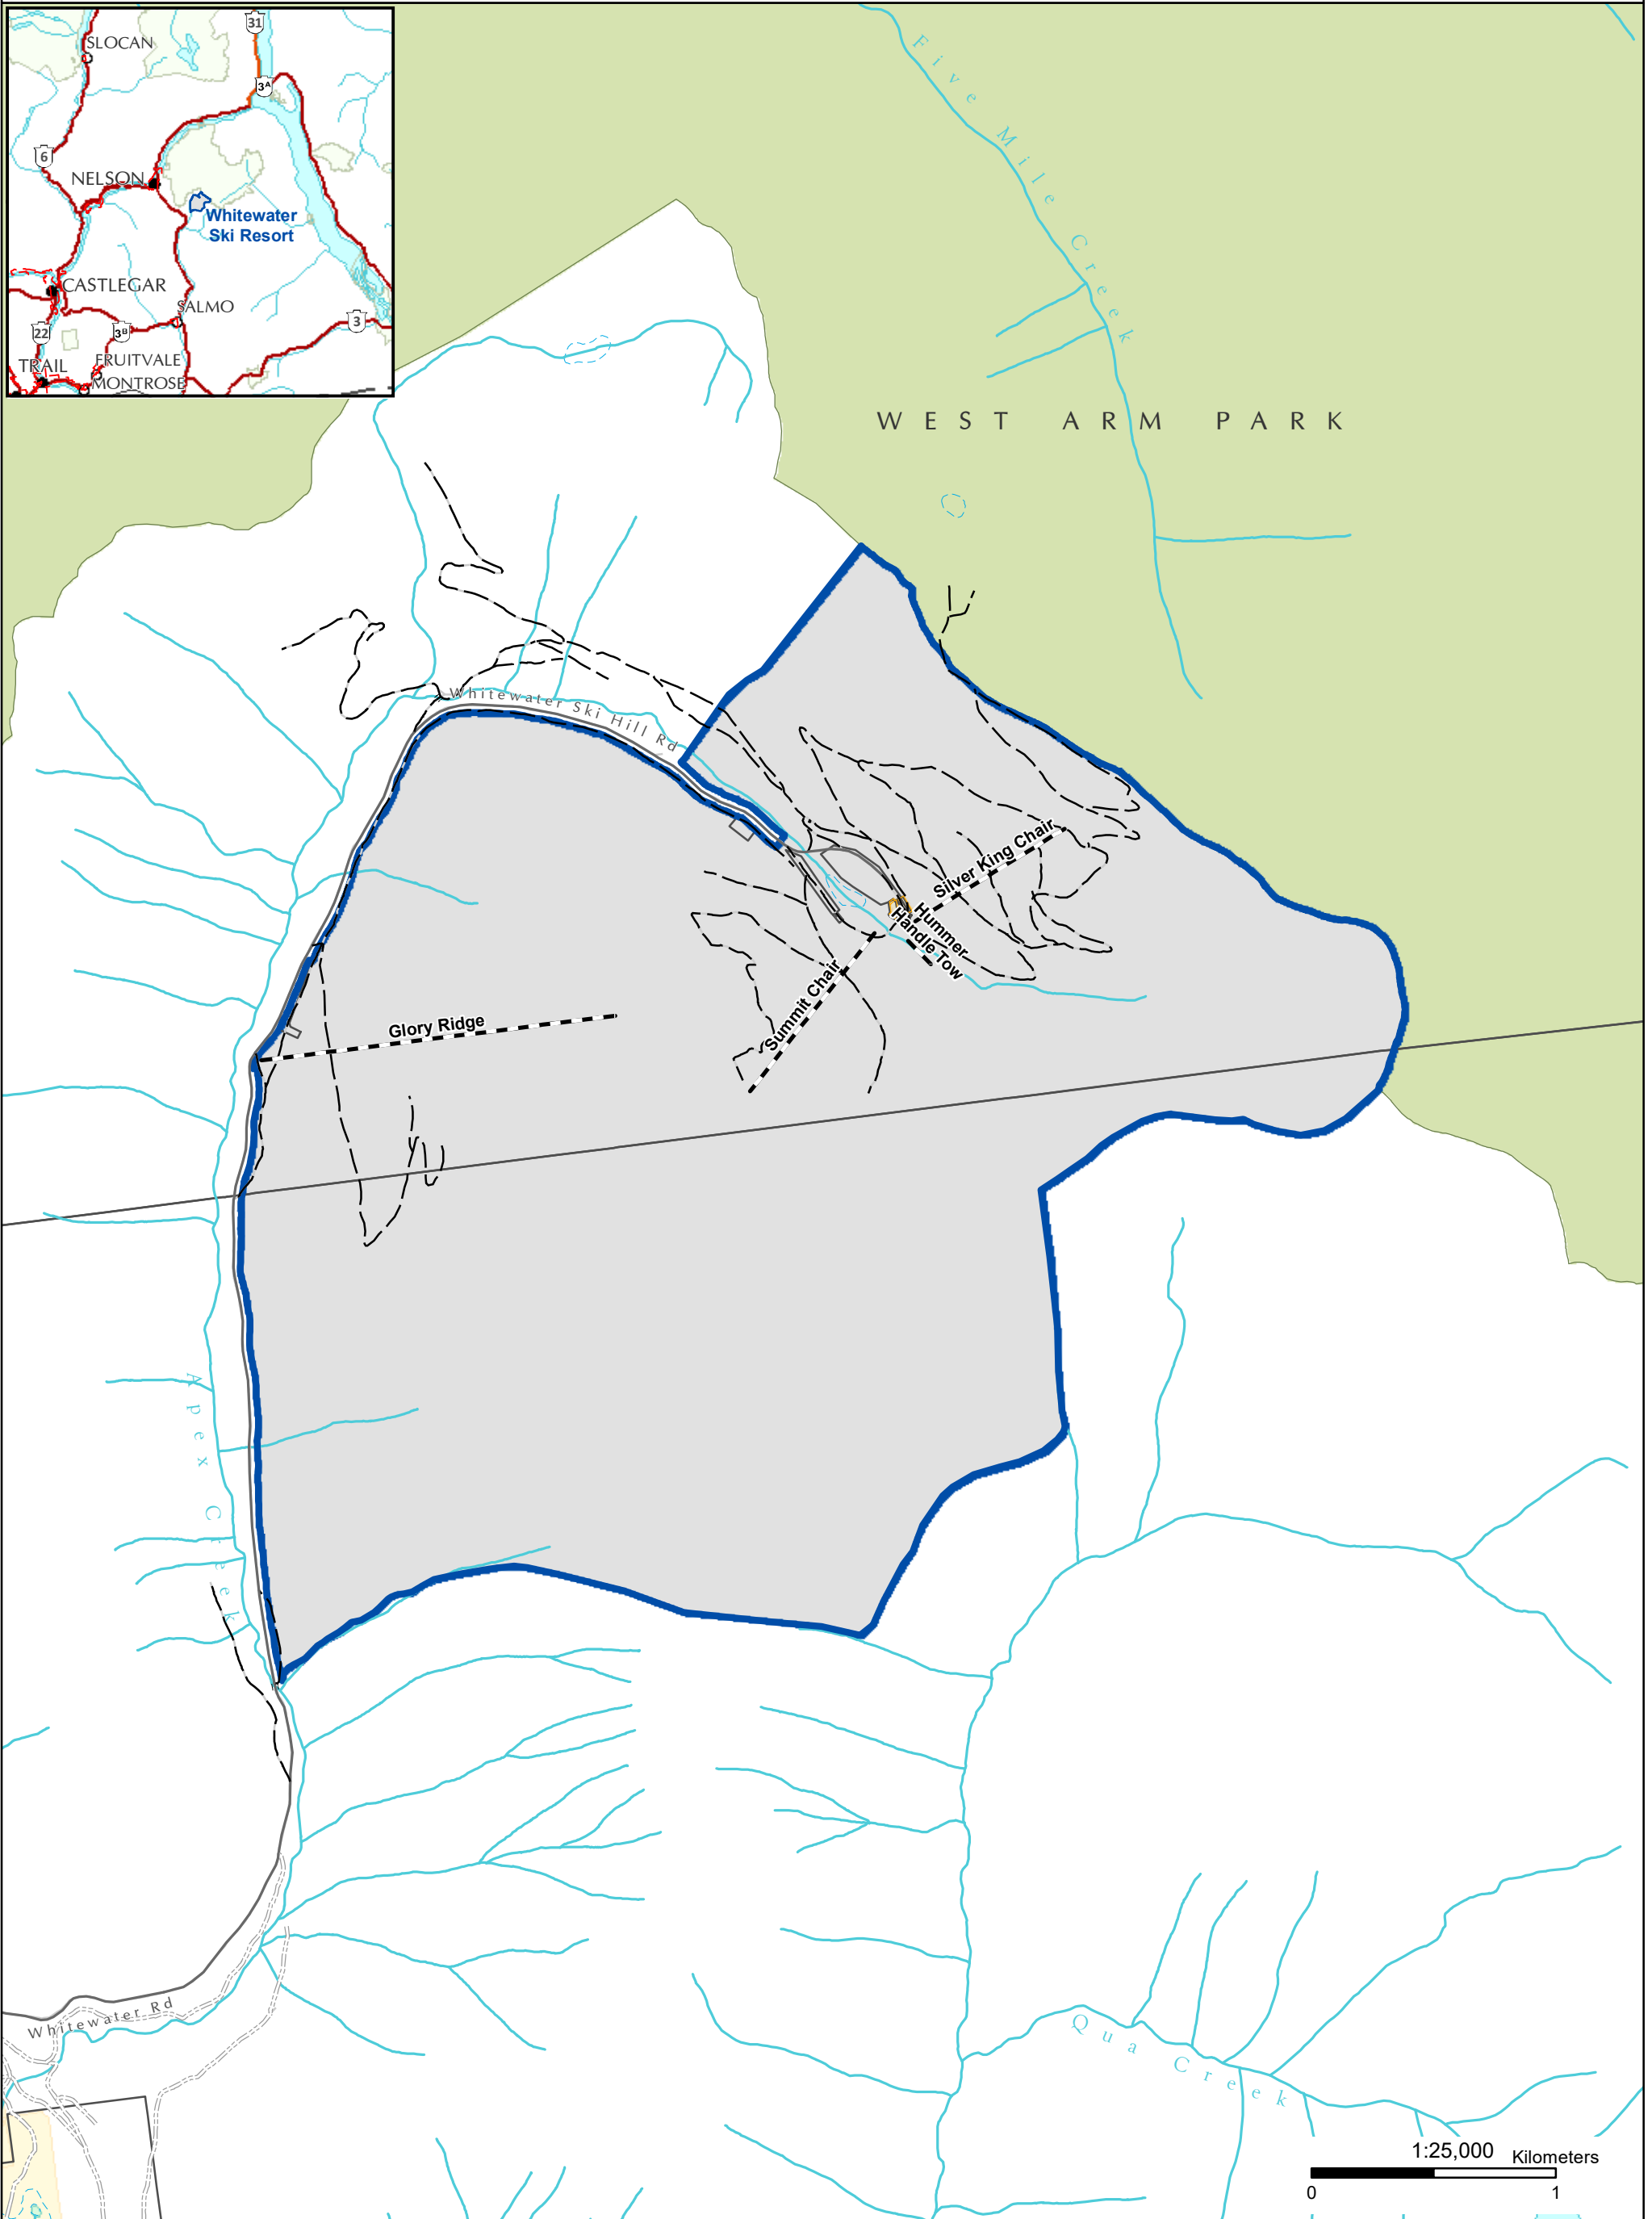 31
SLOCAN
3A
6
NELSON
Whitewater
Ski Resort
CASTLEGAR
SALMO
22
3B
3
TRAIL
FRUITVALE
MONTROSE
Five Mile Creek
WEST ARM PARK
Whitewater Ski Hill Rd
Silver King Chair
Hummer
Handle Tow
Summit Chair
Glory Ridge
Apex Creek
Whitewater Rd
Qua Creek
1:25,000 Kilometers
0 1